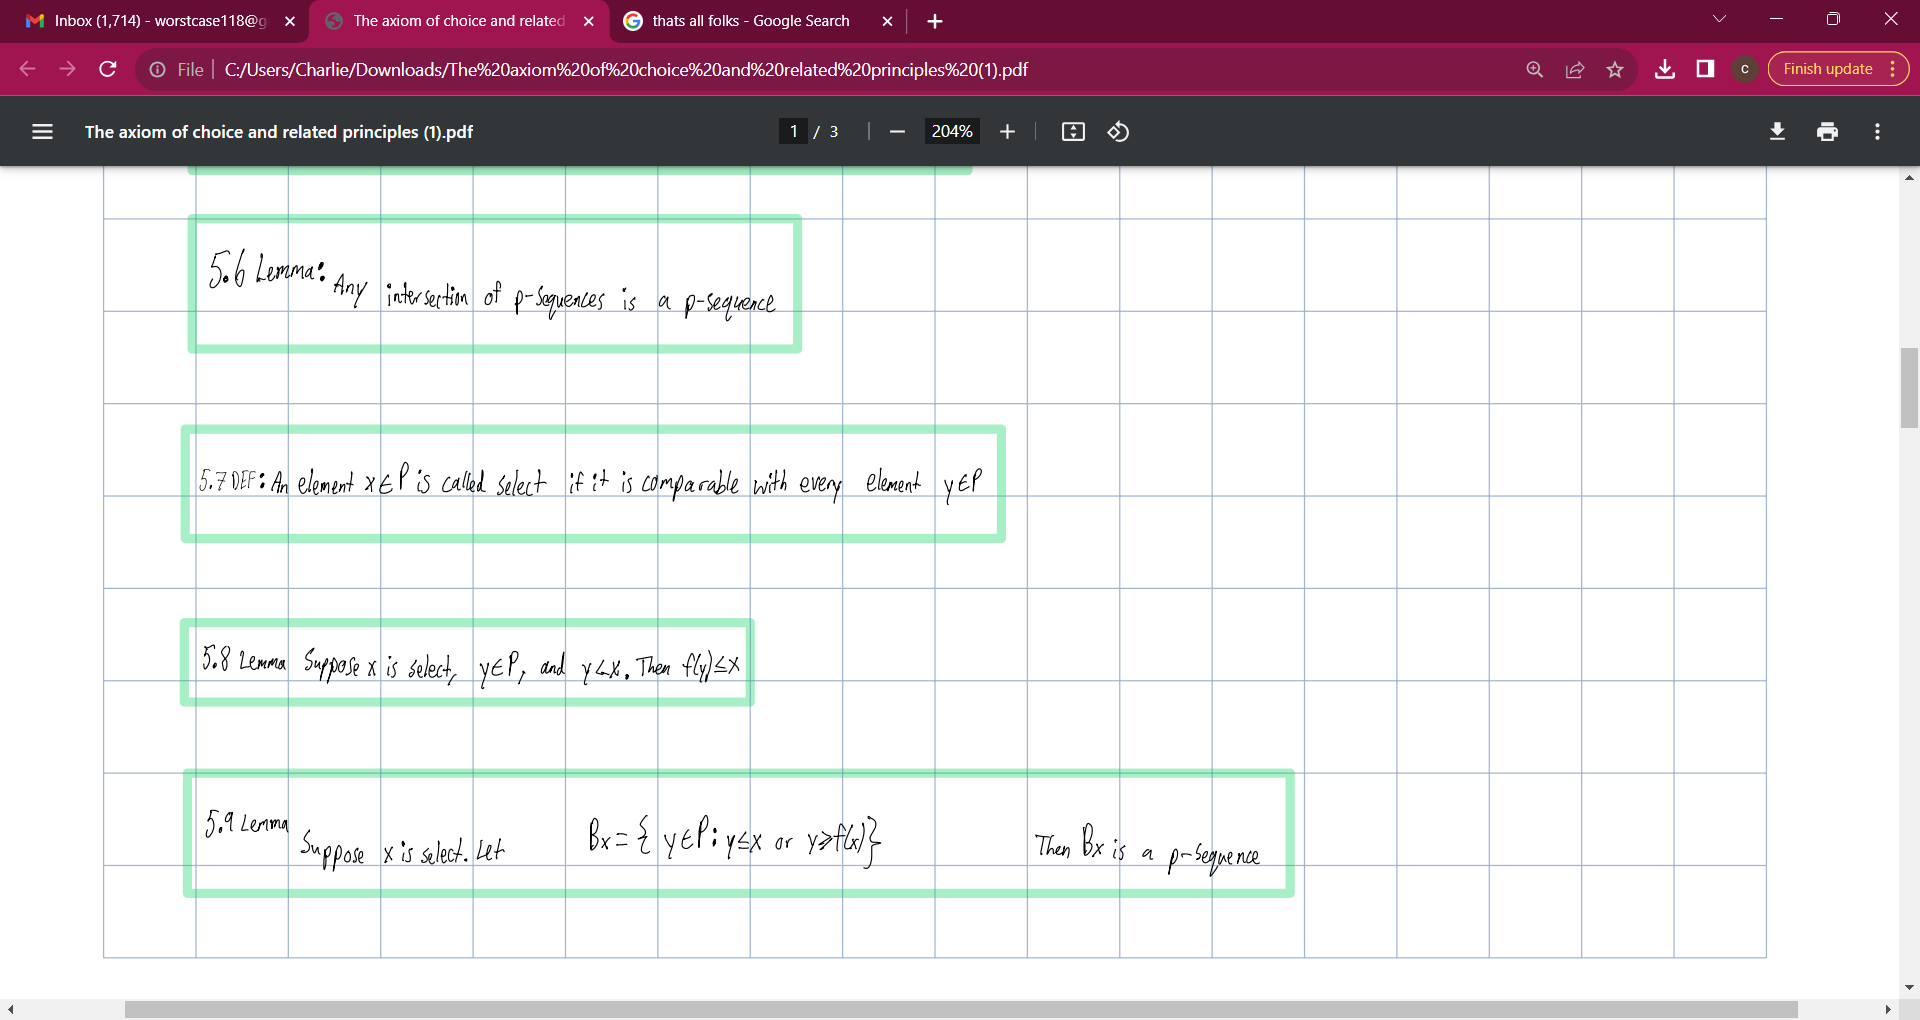 Inbox (1,714) - worstcase118@g
The axiom of choice and related
thats all folks - Google Search
File
C:/Users/Charlie/Downloads/The%20axiom%20of%20choice%20and%20related%20principles%20(1).pdf
C
Finish update
The axiom of choice and related principles (1).pdf
1 / 3
204%
5.6 Lemma: Any intersection of p-sequences is a p-sequence
5.7 DEF: An element x∈P is called select if it is comparable with every element y∈P
5.8 Lemma Suppose x is select, y∈P, and y<x. Then f(y)≤x
5.9 Lemma Suppose x is select. Let Bx={ y∈P: y≤x or y≥f(x)} Then Bx is a p-sequence